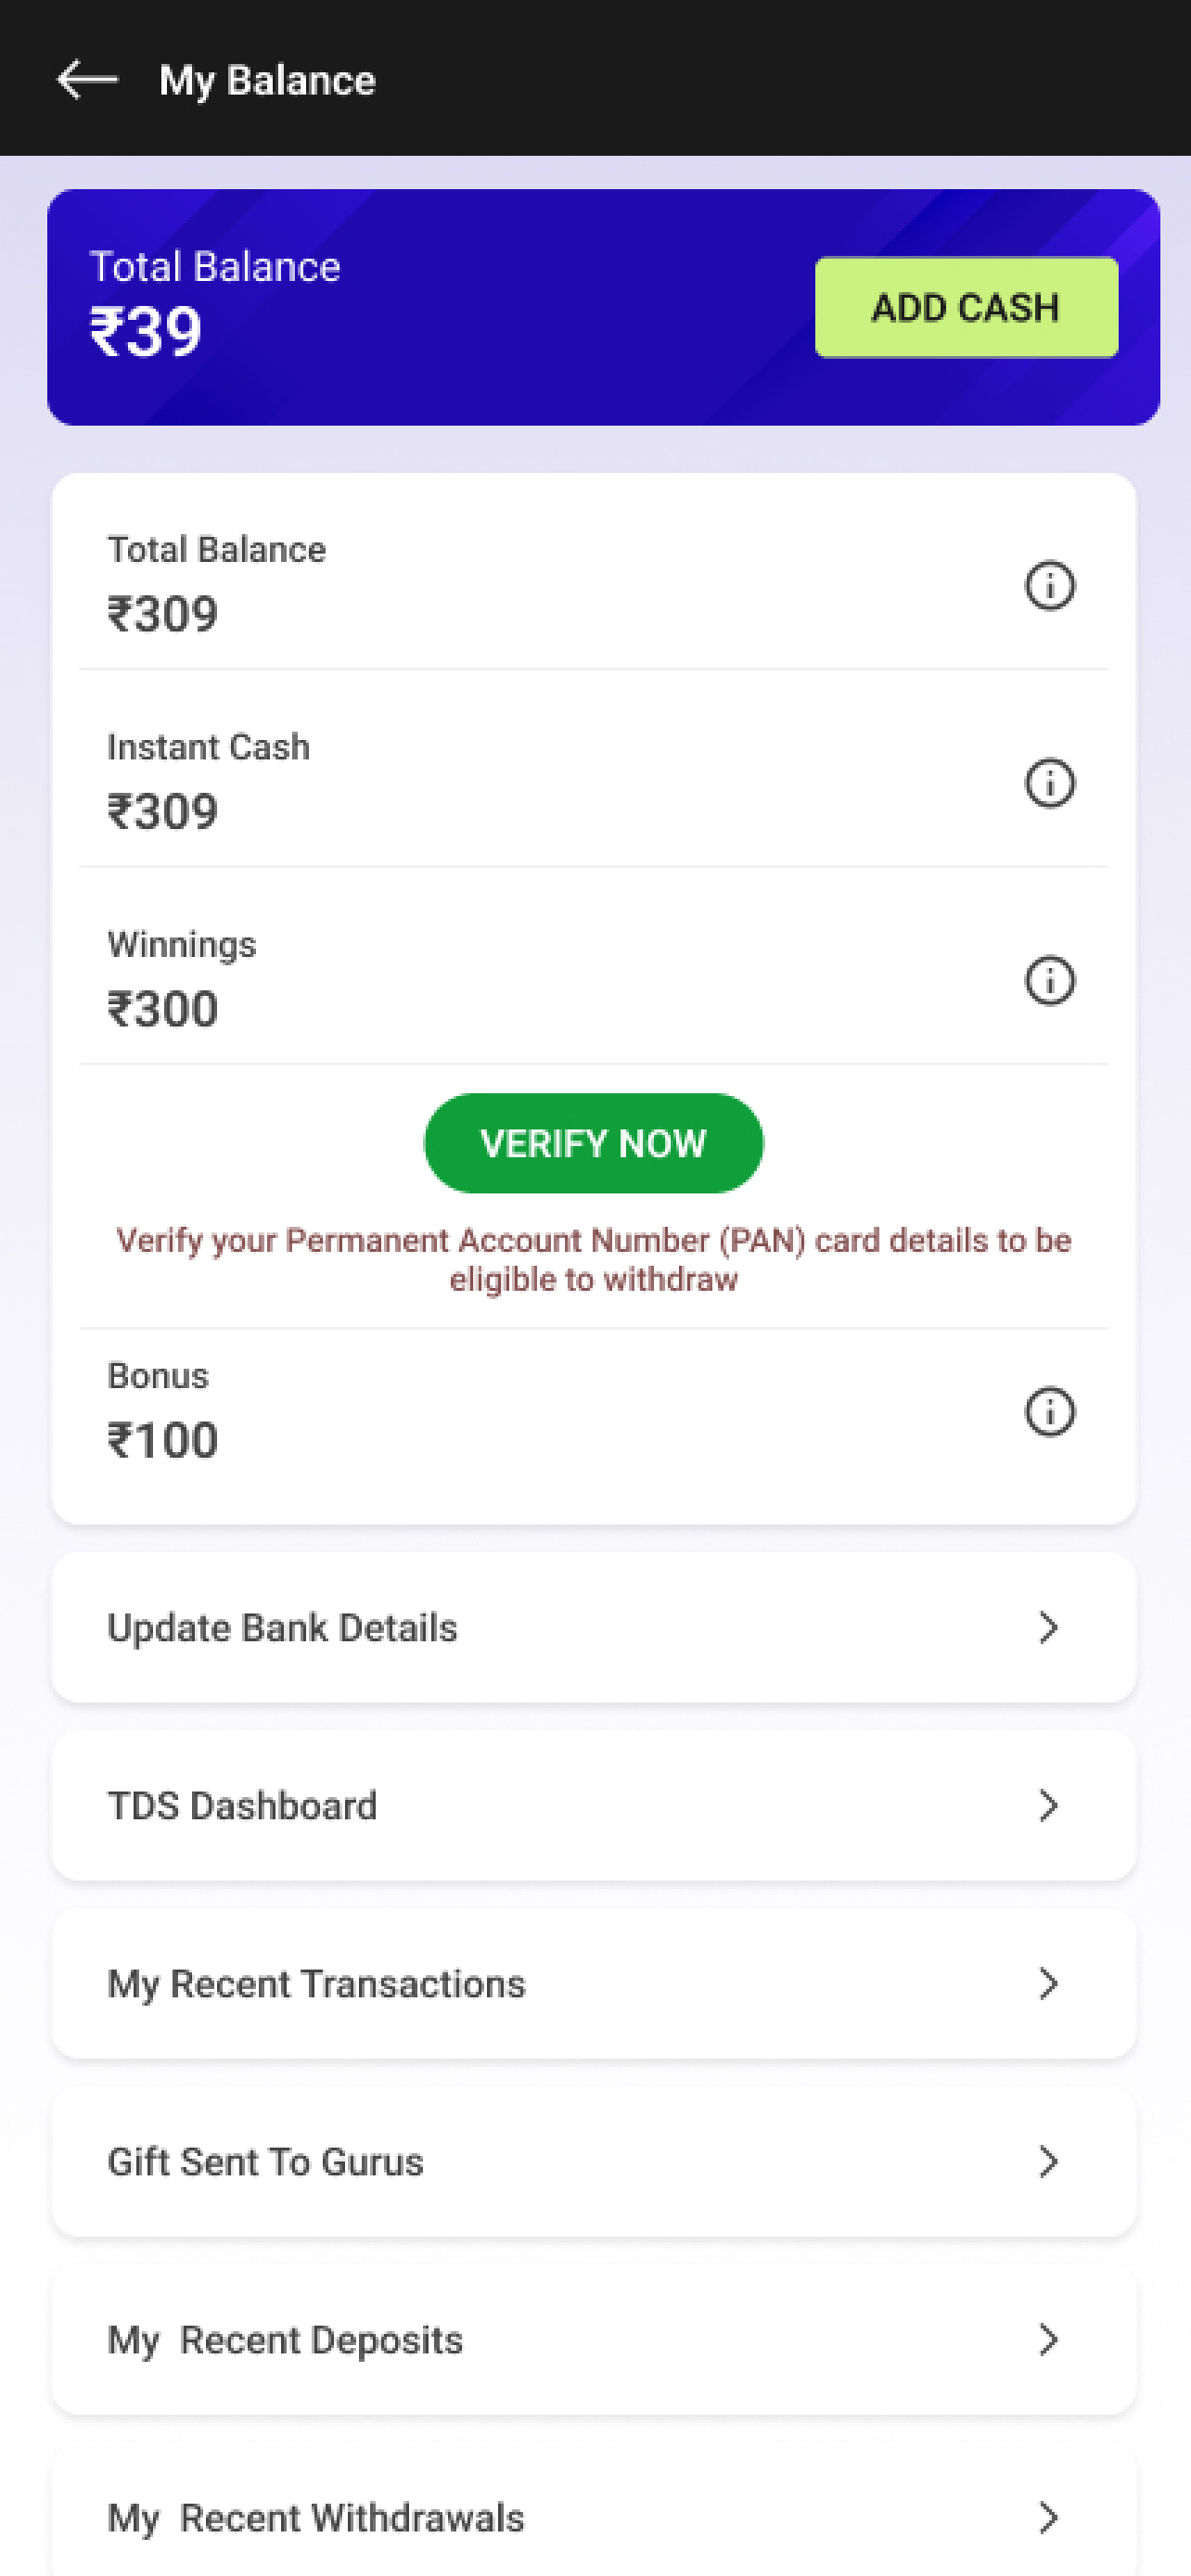 My Balance
Total Balance
₹39
ADD CASH
Total Balance
₹309
Instant Cash
₹309
Winnings
₹300
VERIFY NOW
Verify your Permanent Account Number (PAN) card details to be
eligible to withdraw
Bonus
₹100
Update Bank Details
TDS Dashboard
My Recent Transactions
Gift Sent To Gurus
My  Recent Deposits
My  Recent Withdrawals